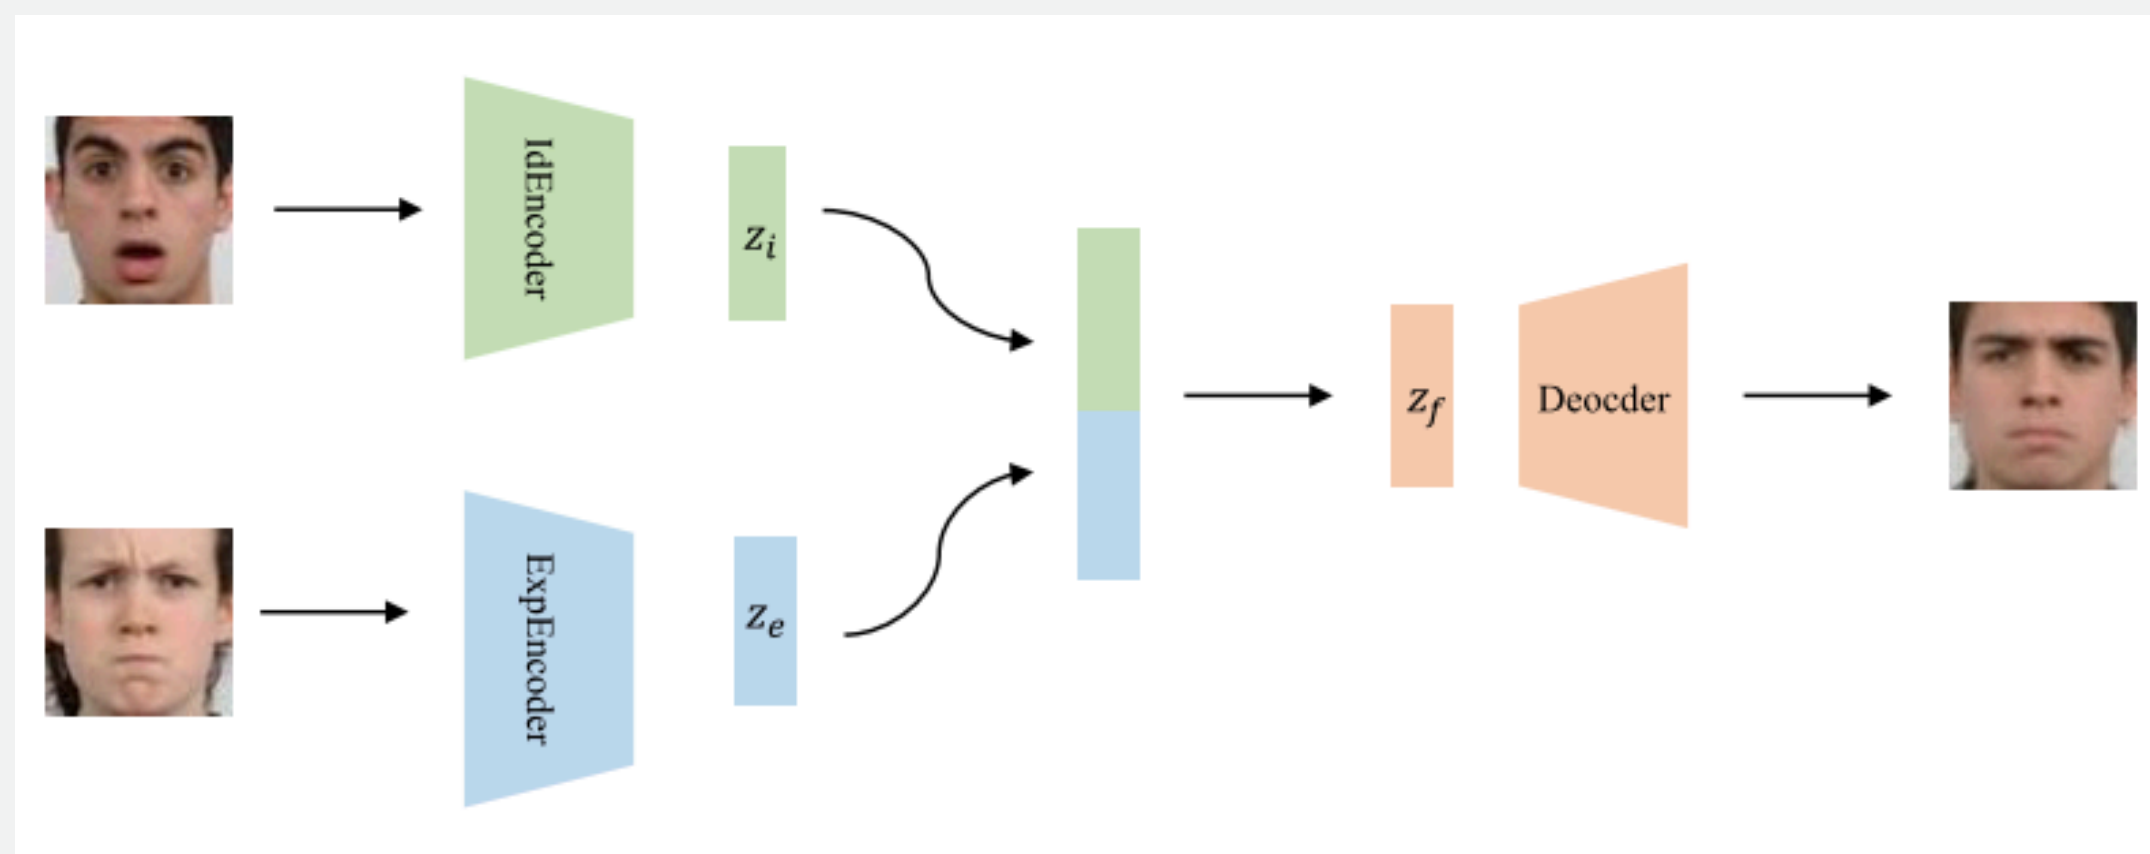 IdEncoder
z_i
ExpEncoder
z_e
z_f
Deocder